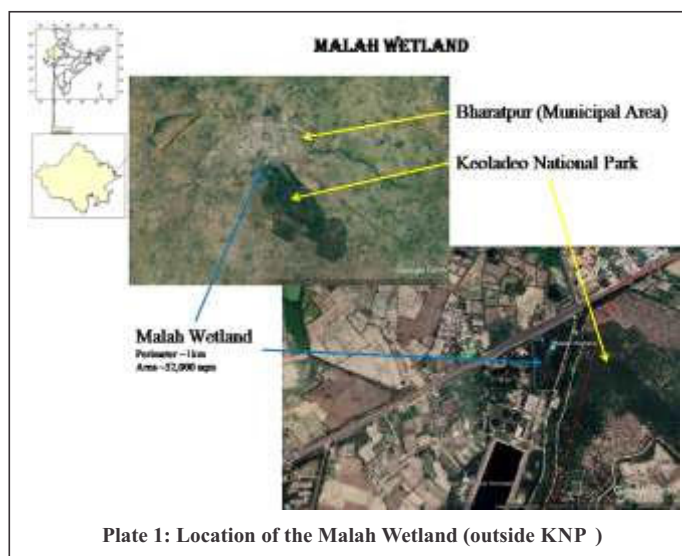 MALAH WETLAND
Bharatpur (Municipal Area)
Keoladeo National Park
Malah Wetland
Perimeter ~1km
Plate 1: Location of the Malah Wetland (outside KNP )